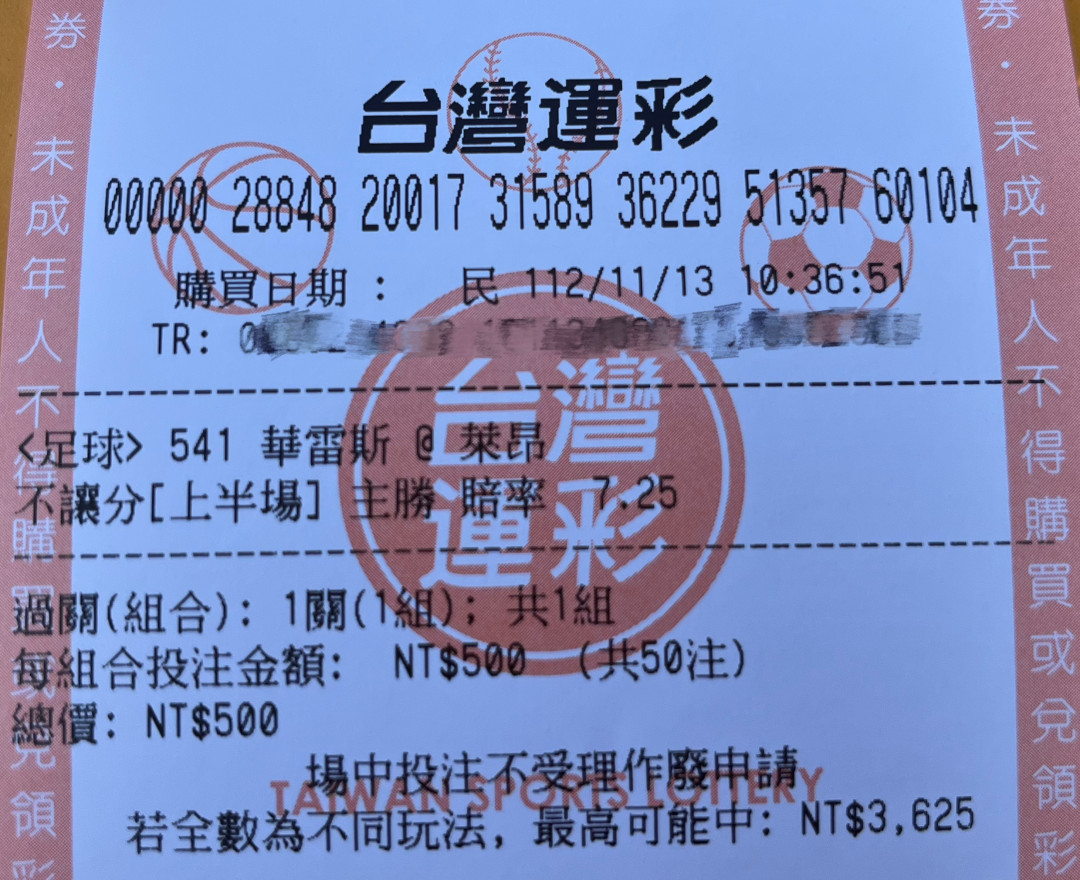 台灣運彩
00000 28848 20017 31589 36229 51357 60104
購買日期 : 民 112/11/13 10:36:51
TR:
<足球> 541 華雷斯 @ 萊昂
不讓分[上半場] 主勝 賠率 7.25
過關(組合): 1關(1組); 共1組
每組合投注金額: NT$500 (共50注)
總價: NT$500
場中投注不受理作廢申請
若全數為不同玩法, 最高可能中: NT$3,625
台灣運彩
TAIWAN SPORTS LOTTERY
券·未成年人不得購買或兌領彩
券·未成年人不得購買或兌領彩